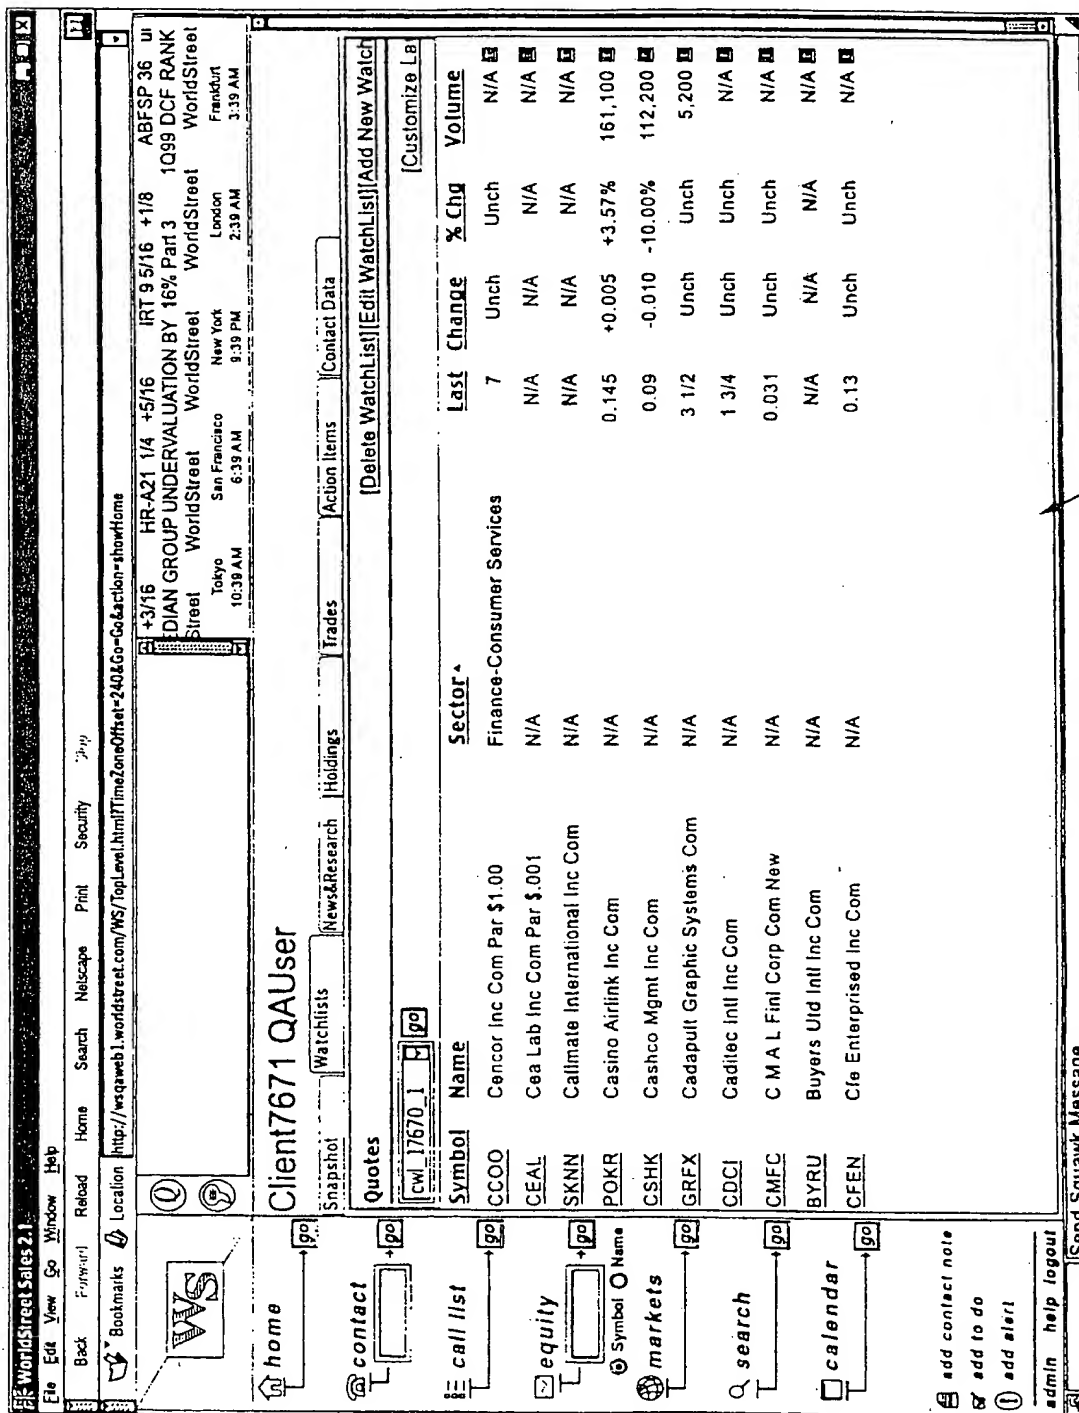 WorldStreet Sales 2.1
File Edit View Go Window Help
Back Forward Reload Home Search Netscape Print Security Stop
Bookmarks Location http://wsqaweb1.worldstreet.com/WS/TopLevel.html?TimeZoneOffset=240&Go=Go&action=showHome
WS
+3/16 HR-A21 1/4 +5/16 IRT 9 5/16 +1/8 ABFSP 36 
EDIAN GROUP UNDERVALUATION BY 16% Part 3 1Q99 DCF RANK
Street WorldStreet WorldStreet WorldStreet WorldStreet
Tokyo San Francisco New York London Frankfurt
10:39 AM 6:39 AM 9:39 PM 2:39 AM 3:39 AM
home go
contact go
call list go
equity go
Symbol Name
markets go
search go
calendar go
add contact note
add to do
add alert
admin help logout
Client7671 QAUser
Snapshot Watchlists News&Research Holdings Trades Action Items Contact Data
Quotes [Delete WatchList][Edit WatchList][Add New Watch
cwl_17670_1 go [Customize La
Symbol Name Sector Last Change % Chg Volume
CCOO Cencor Inc Com Par $1.00 Finance-Consumer Services 7 Unch Unch N/A
CEAL Cea Lab Inc Com Par $.001 N/A N/A N/A N/A N/A
SKNN Callmate International Inc Com N/A N/A N/A N/A N/A
POKR Casino Airlink Inc Com N/A 0.145 +0.005 +3.57% 161,100
CSHK Cashco Mgmt Inc Com N/A 0.09 -0.010 -10.00% 112,200
GRFX Cadapult Graphic Systems Com N/A 3 1/2 Unch Unch 5,200
CDCI Caditec Intl Inc Com N/A 1 3/4 Unch Unch N/A
CMFC C M A L Finl Corp Com New N/A 0.031 Unch Unch N/A
BYRU Buyers Utd Intl Inc Com N/A N/A N/A N/A N/A
CFEN Cfe Enterprised Inc Com N/A 0.13 Unch Unch N/A
Send Squawk Message